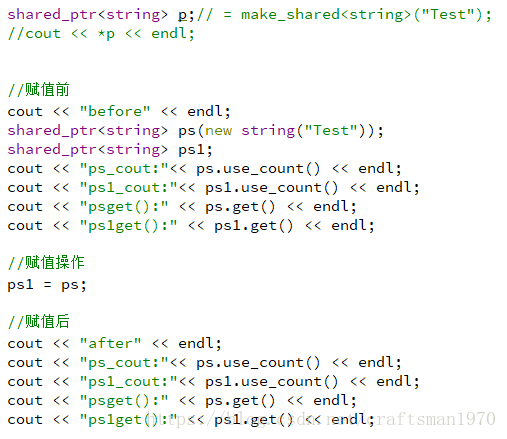 shared_ptr<string> p;// = make_shared<string>("Test");
//cout << *p << endl;
//赋值前
cout << "before" << endl;
shared_ptr<string> ps(new string("Test"));
shared_ptr<string> ps1;
cout << "ps_cout:"<< ps.use_count() << endl;
cout << "ps1_cout:"<< ps1.use_count() << endl;
cout << "psget():" << ps.get() << endl;
cout << "ps1get():" << ps1.get() << endl;
//赋值操作
ps1 = ps;
//赋值后
cout << "after" << endl;
cout << "ps_cout:"<< ps.use_count() << endl;
cout << "ps1_cout:"<< ps1.use_count() << endl;
cout << "psget():" << ps.get() << endl;
cout << "ps1get():" << ps1.get() << endl;